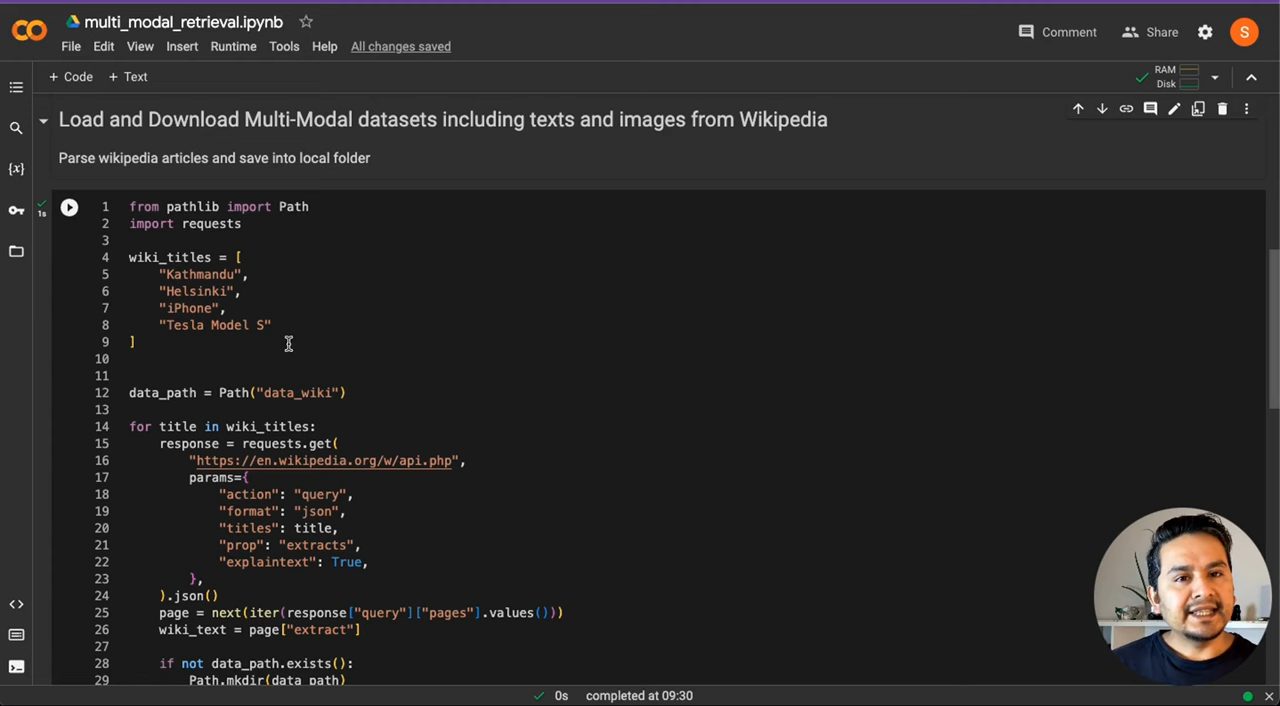 multi_modal_retrieval.ipynb
File Edit View Insert Runtime Tools Help All changes saved
Comment Share S
+ Code + Text
RAM
Disk
Load and Download Multi-Modal datasets including texts and images from Wikipedia
Parse wikipedia articles and save into local folder
{x}
1s
1 from pathlib import Path
2 import requests
3
4 wiki_titles = [
5 "Kathmandu",
6 "Helsinki",
7 "iPhone",
8 "Tesla Model S"
9 ]
10
11
12 data_path = Path("data_wiki")
13
14 for title in wiki_titles:
15 response = requests.get(
16 "https://en.wikipedia.org/w/api.php",
17 params={
18 "action": "query",
19 "format": "json",
20 "titles": title,
21 "prop": "extracts",
22 "explaintext": True,
23 },
24 ).json()
25 page = next(iter(response["query"]["pages"].values()))
26 wiki_text = page["extract"]
27
28 if not data_path.exists():
29 Path.mkdir(data_path)
0s completed at 09:30